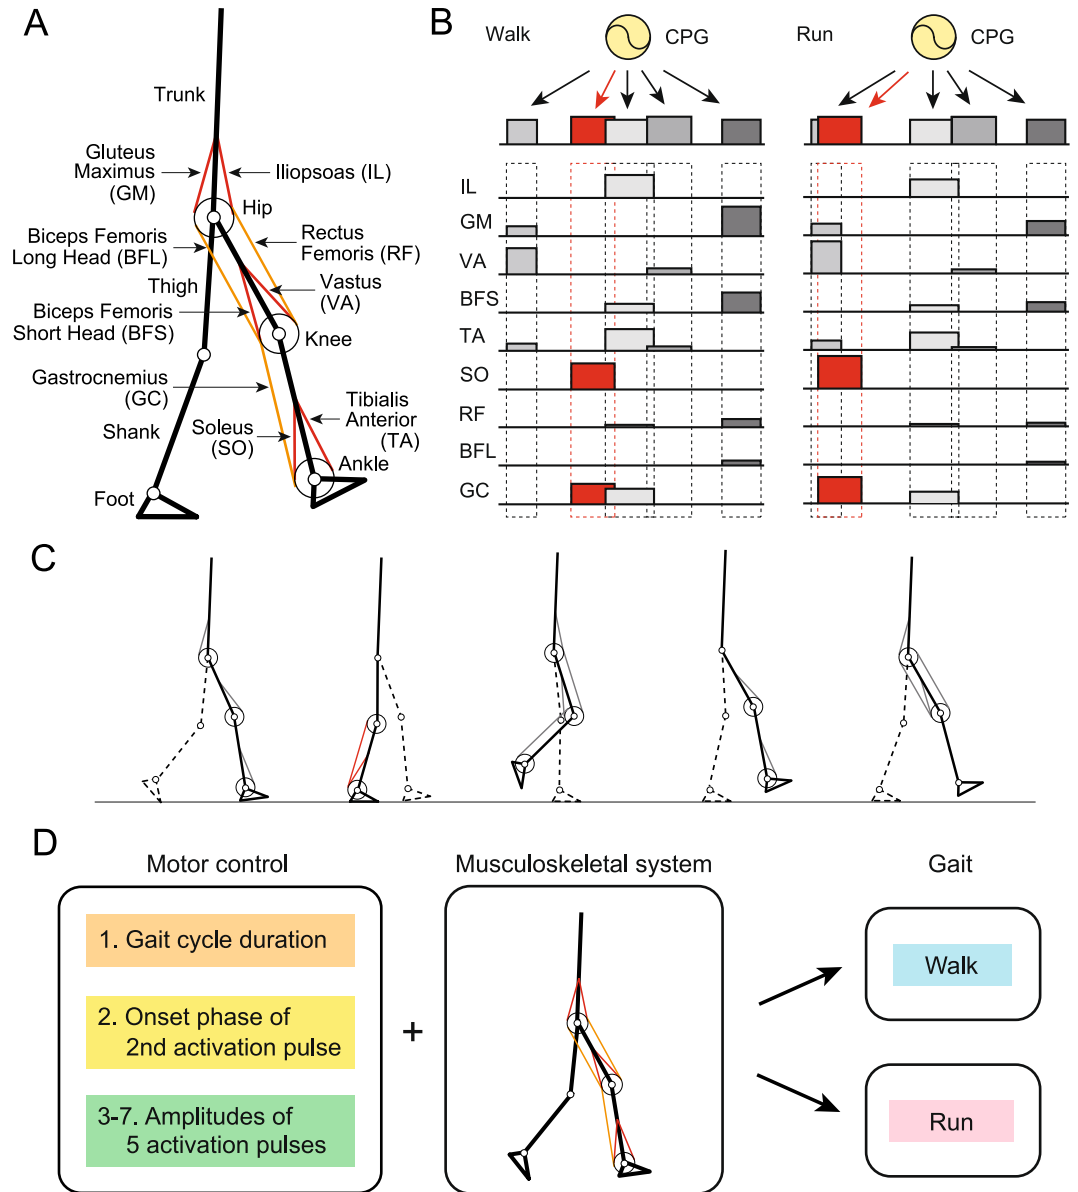 A
Trunk
Gluteus
Maximus
(GM)
Iliopsoas (IL)
Hip
Biceps Femoris
Long Head (BFL)
Rectus
Femoris (RF)
Thigh
Vastus
(VA)
Biceps Femoris
Short Head (BFS)
Knee
Gastrocnemius
(GC)
Tibialis
Anterior
(TA)
Shank
Soleus
(SO)
Ankle
Foot
B
Walk
CPG
Run
CPG
IL
GM
VA
BFS
TA
SO
RF
BFL
GC
C
D
Motor control
Musculoskeletal system
Gait
1. Gait cycle duration
2. Onset phase of
2nd activation pulse
3-7. Amplitudes of
5 activation pulses
+
Walk
Run